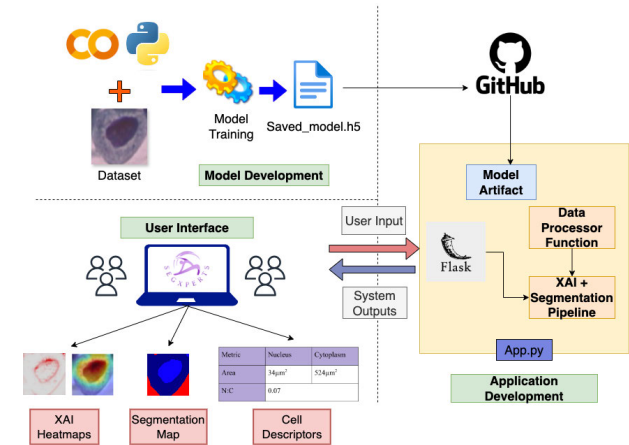 GitHub
Dataset
Model
Training
Saved_model.h5
Model Development
Model
Artifact
User Interface
User Input
Data
Processor
Function
Flask
SEGXPERTS
System
Outputs
XAI +
Segmentation
Pipeline
App.py
Application
Development
Metric Nucleus Cytoplasm
Area 34μm² 524μm²
N:C 0.07
XAI
Heatmaps
Segmentation
Map
Cell
Descriptors